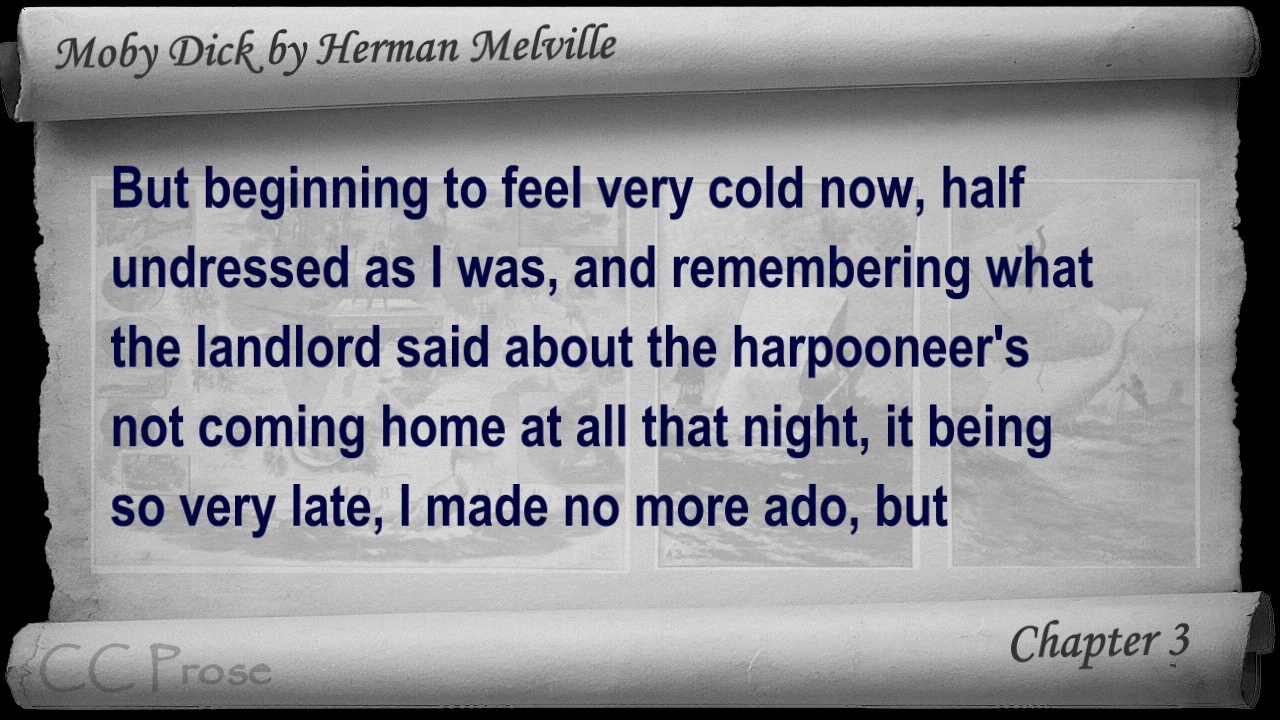 Moby Dick by Herman Melville
But beginning to feel very cold now, half
undressed as I was, and remembering what
the landlord said about the harpooneer's
not coming home at all that night, it being
so very late, I made no more ado, but
Chapter 3
CC Prose